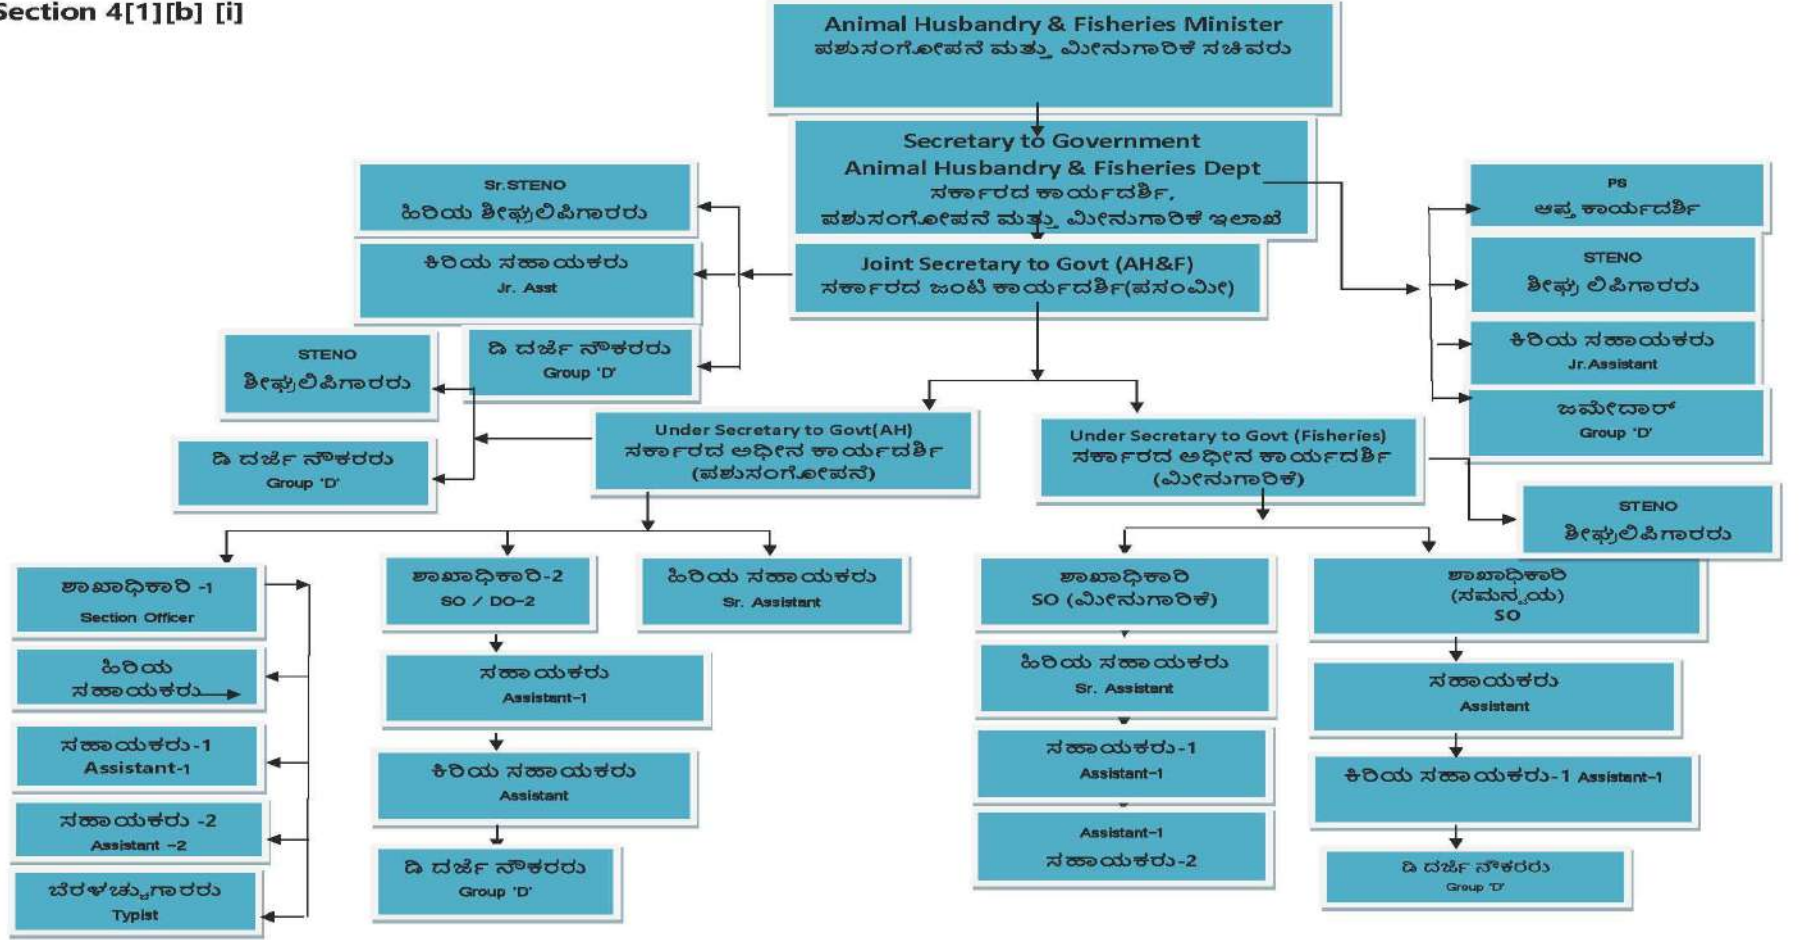 Section 4[1][b] [i]
Animal Husbandry & Fisheries Minister
ಪಶುಸಂಗೋಪನೆ ಮತ್ತು ಮೀನುಗಾರಿಕೆ ಸಚಿವರು
Secretary to Government
Animal Husbandry & Fisheries Dept
ಸರ್ಕಾರದ ಕಾರ್ಯದರ್ಶಿ,
ಪಶುಸಂಗೋಪನೆ ಮತ್ತು ಮೀನುಗಾರಿಕೆ ಇಲಾಖೆ
Sr.STENO
ಹಿರಿಯ ಶೀಘ್ರಲಿಪಿಗಾರರು
PS
ಆಪ್ತ ಕಾರ್ಯದರ್ಶಿ
ಕಿರಿಯ ಸಹಾಯಕರು
Jr. Asst
Joint Secretary to Govt (AH&F)
ಸರ್ಕಾರದ ಜಂಟಿ ಕಾರ್ಯದರ್ಶಿ(ಪಸಂಮೀ)
STENO
ಶೀಘ್ರ ಲಿಪಿಗಾರರು
STENO
ಶೀಘ್ರಲಿಪಿಗಾರರು
ಡಿ ದರ್ಜೆ ನೌಕರರು
Group 'D'
ಕಿರಿಯ ಸಹಾಯಕರು
Jr.Assistant
ಜಮೇದಾರ್
Group 'D'
ಡಿ ದರ್ಜೆ ನೌಕರರು
Group 'D'
Under Secretary to Govt(AH)
ಸರ್ಕಾರದ ಅಧೀನ ಕಾರ್ಯದರ್ಶಿ
(ಪಶುಸಂಗೋಪನೆ)
Under Secretary to Govt (Fisheries)
ಸರ್ಕಾರದ ಅಧೀನ ಕಾರ್ಯದರ್ಶಿ
(ಮೀನುಗಾರಿಕೆ)
STENO
ಶೀಘ್ರಲಿಪಿಗಾರರು
ಶಾಖಾಧಿಕಾರಿ -1
Section Officer
ಶಾಖಾಧಿಕಾರಿ-2
SO / DO-2
ಹಿರಿಯ ಸಹಾಯಕರು
Sr. Assistant
ಶಾಖಾಧಿಕಾರಿ
SO (ಮೀನುಗಾರಿಕೆ)
ಶಾಖಾಧಿಕಾರಿ
(ಸಮನ್ವಯ)
SO
ಹಿರಿಯ
ಸಹಾಯಕರು
ಸಹಾಯಕರು
Assistant-1
ಹಿರಿಯ ಸಹಾಯಕರು
Sr. Assistant
ಸಹಾಯಕರು
Assistant
ಸಹಾಯಕರು-1
Assistant-1
ಕಿರಿಯ ಸಹಾಯಕರು
Assistant
ಸಹಾಯಕರು-1
Assistant-1
ಕಿರಿಯ ಸಹಾಯಕರು-1 Assistant-1
ಸಹಾಯಕರು -2
Assistant -2
ಡಿ ದರ್ಜೆ ನೌಕರರು
Group 'D'
Assistant-1
ಸಹಾಯಕರು-2
ಡಿ ದರ್ಜೆ ನೌಕರರು
Group 'D'
ಬೆರಳಚ್ಚುಗಾರರು
Typist